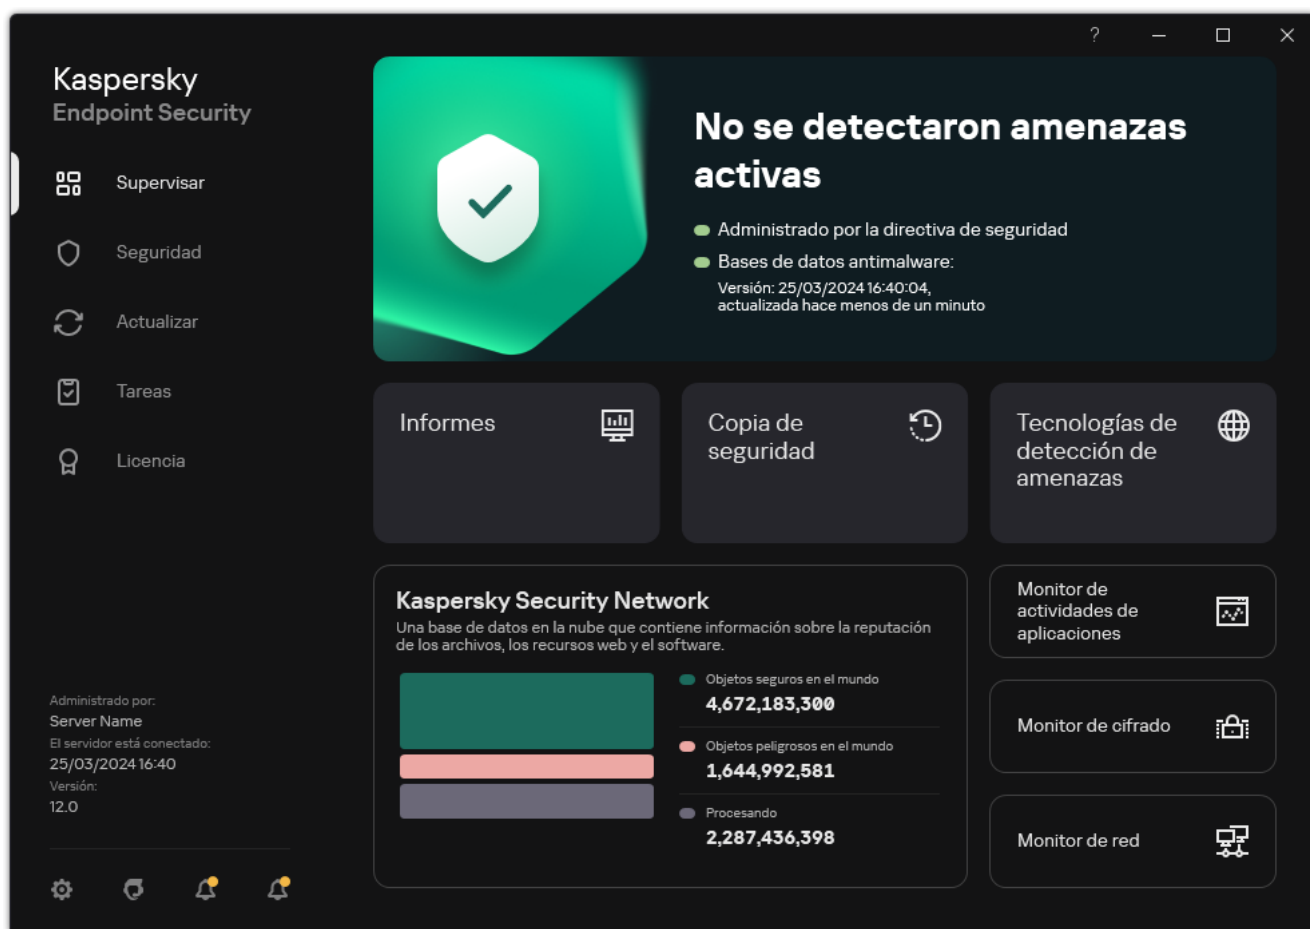 ?
Kaspersky
Endpoint Security
Supervisar
Seguridad
Actualizar
Tareas
Licencia
Administrado por:
Server Name
El servidor está conectado:
25/03/2024 16:40
Versión:
12.0
No se detectaron amenazas
activas
Administrado por la directiva de seguridad
Bases de datos antimalware:
Versión: 25/03/2024 16:40:04,
actualizada hace menos de un minuto
Informes
Copia de
seguridad
Tecnologías de
detección de
amenazas
Kaspersky Security Network
Una base de datos en la nube que contiene información sobre la reputación
de los archivos, los recursos web y el software.
Objetos seguros en el mundo
4,672,183,300
Objetos peligrosos en el mundo
1,644,992,581
Procesando
2,287,436,398
Monitor de
actividades de
aplicaciones
Monitor de cifrado
Monitor de red